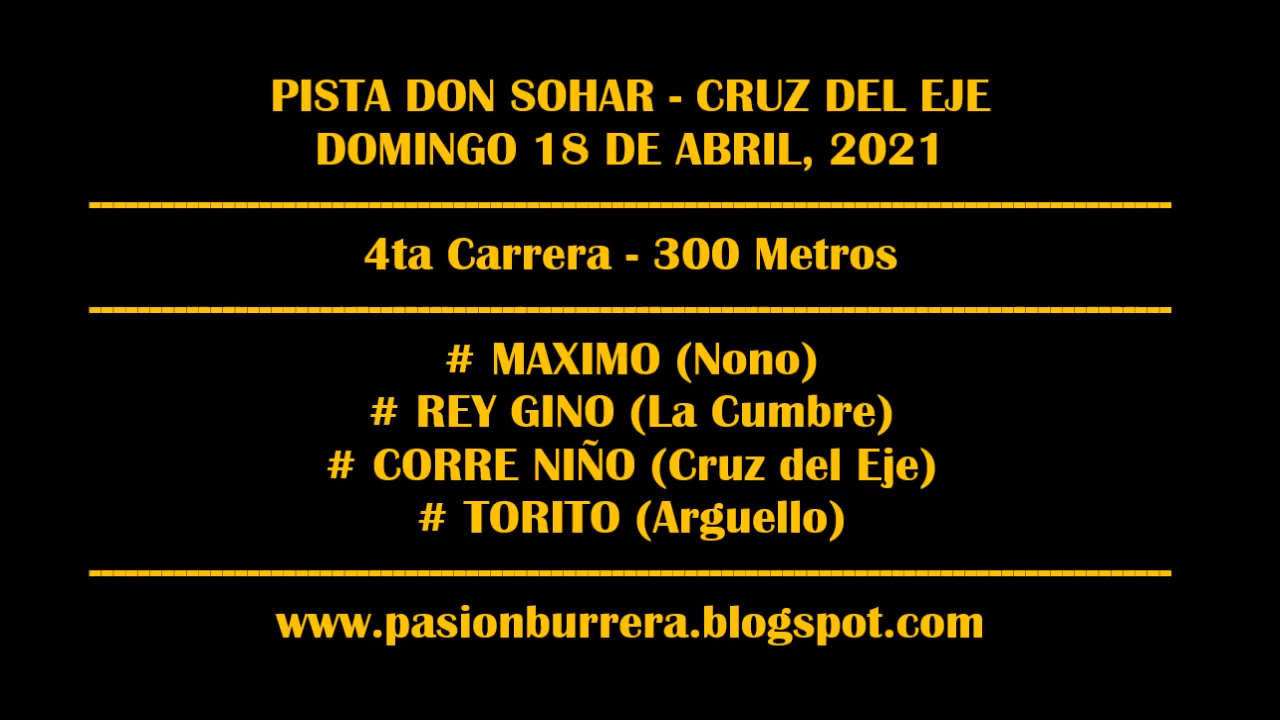 PISTA DON SOHAR - CRUZ DEL EJE
DOMINGO 18 DE ABRIL, 2021
4ta Carrera - 300 Metros
# MAXIMO (Nono)
# REY GINO (La Cumbre)
# CORRE NIÑO (Cruz del Eje)
# TORITO (Arguello)
www.pasionburrera.blogspot.com